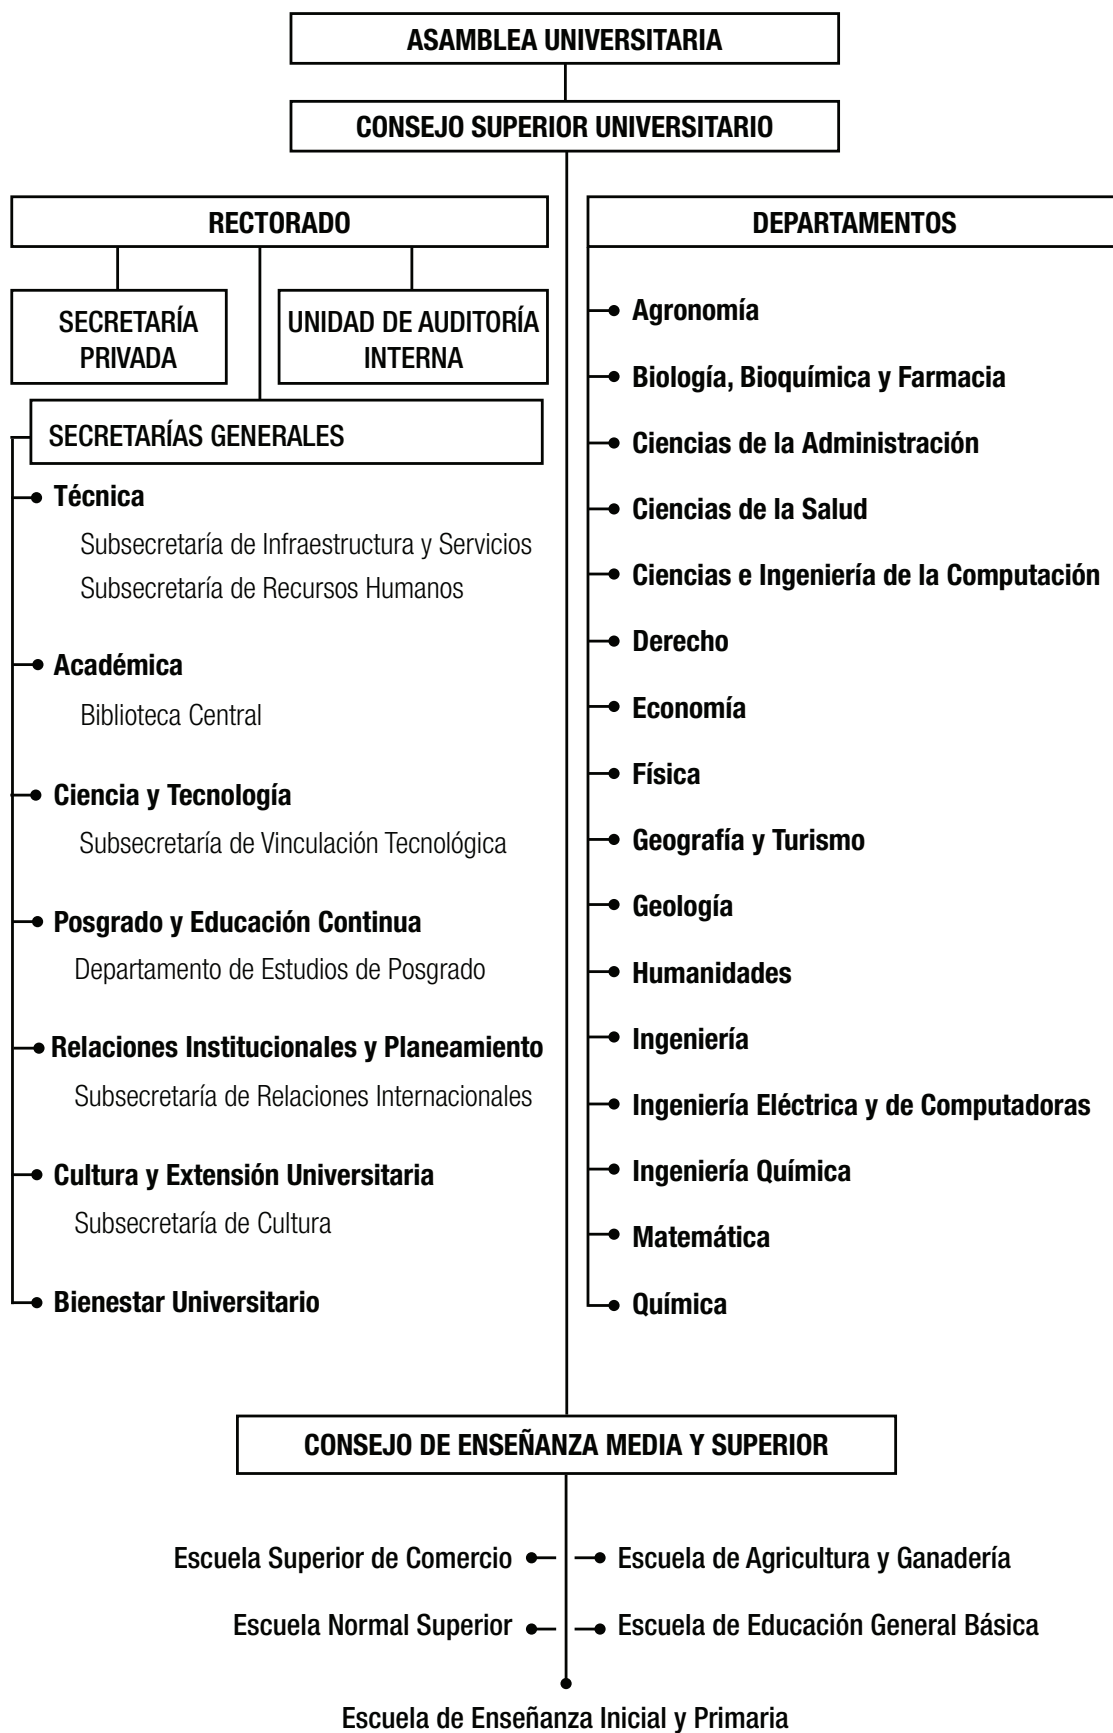 ASAMBLEA UNIVERSITARIA
CONSEJO SUPERIOR UNIVERSITARIO
RECTORADO
SECRETARÍA
PRIVADA
UNIDAD DE AUDITORÍA
INTERNA
SECRETARÍAS GENERALES
Técnica
Subsecretaría de Infraestructura y Servicios
Subsecretaría de Recursos Humanos
Académica
Biblioteca Central
Ciencia y Tecnología
Subsecretaría de Vinculación Tecnológica
Posgrado y Educación Continua
Departamento de Estudios de Posgrado
Relaciones Institucionales y Planeamiento
Subsecretaría de Relaciones Internacionales
Cultura y Extensión Universitaria
Subsecretaría de Cultura
Bienestar Universitario
DEPARTAMENTOS
Agronomía
Biología, Bioquímica y Farmacia
Ciencias de la Administración
Ciencias de la Salud
Ciencias e Ingeniería de la Computación
Derecho
Economía
Física
Geografía y Turismo
Geología
Humanidades
Ingeniería
Ingeniería Eléctrica y de Computadoras
Ingeniería Química
Matemática
Química
CONSEJO DE ENSEÑANZA MEDIA Y SUPERIOR
Escuela Superior de Comercio
Escuela de Agricultura y Ganadería
Escuela Normal Superior
Escuela de Educación General Básica
Escuela de Enseñanza Inicial y Primaria